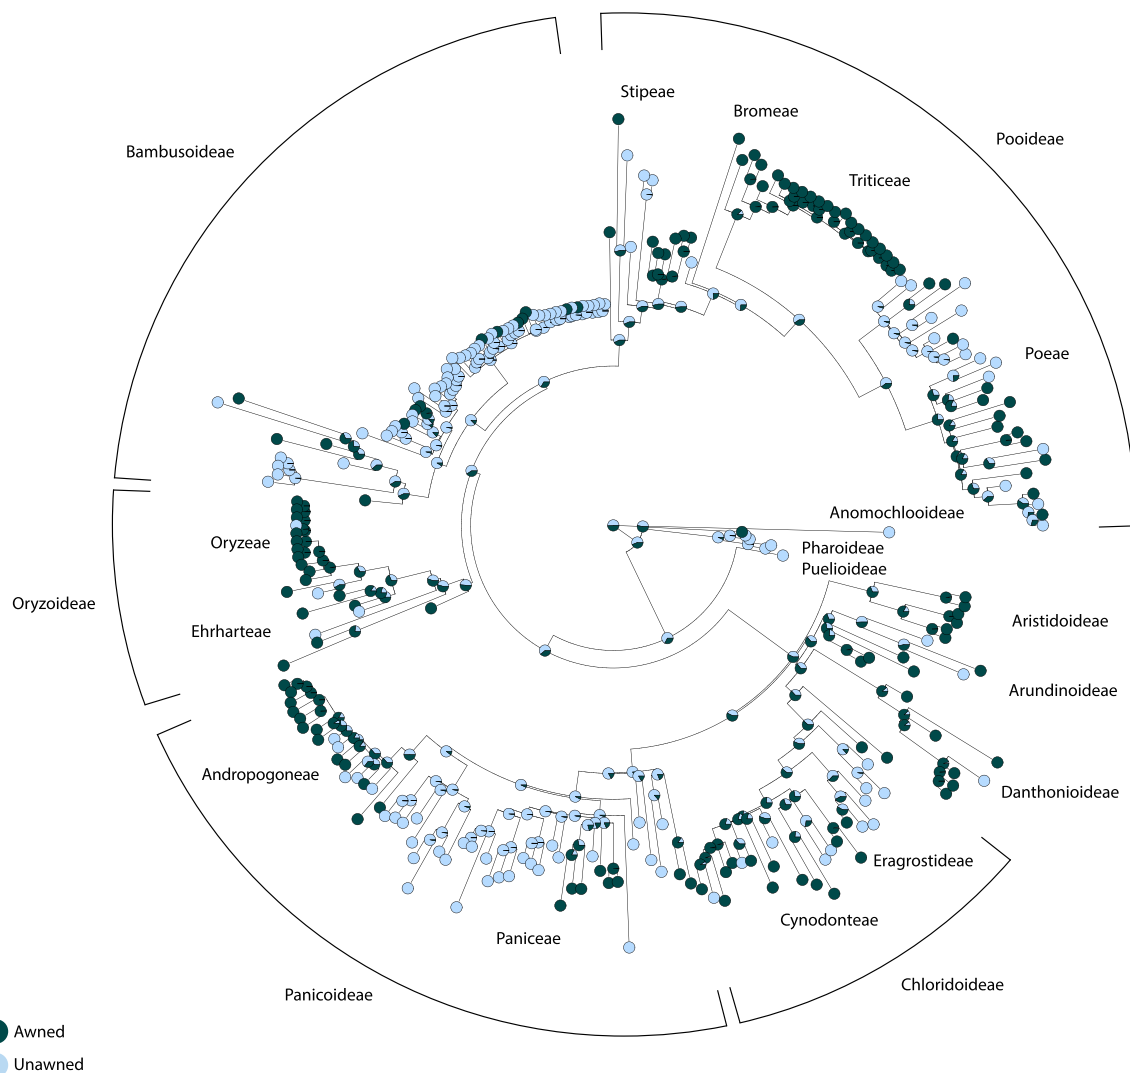 Stipeae
Bromeae
Pooideae
Bambusoideae
Triticeae
Poeae
Anomochlooideae
Oryzeae
Pharoideae
Puelioideae
Oryzoideae
Aristidoideae
Ehrharteae
Arundinoideae
Andropogoneae
Danthonioideae
Eragrostideae
Cynodonteae
Paniceae
Chloridoideae
Panicoideae
Awned
Unawned